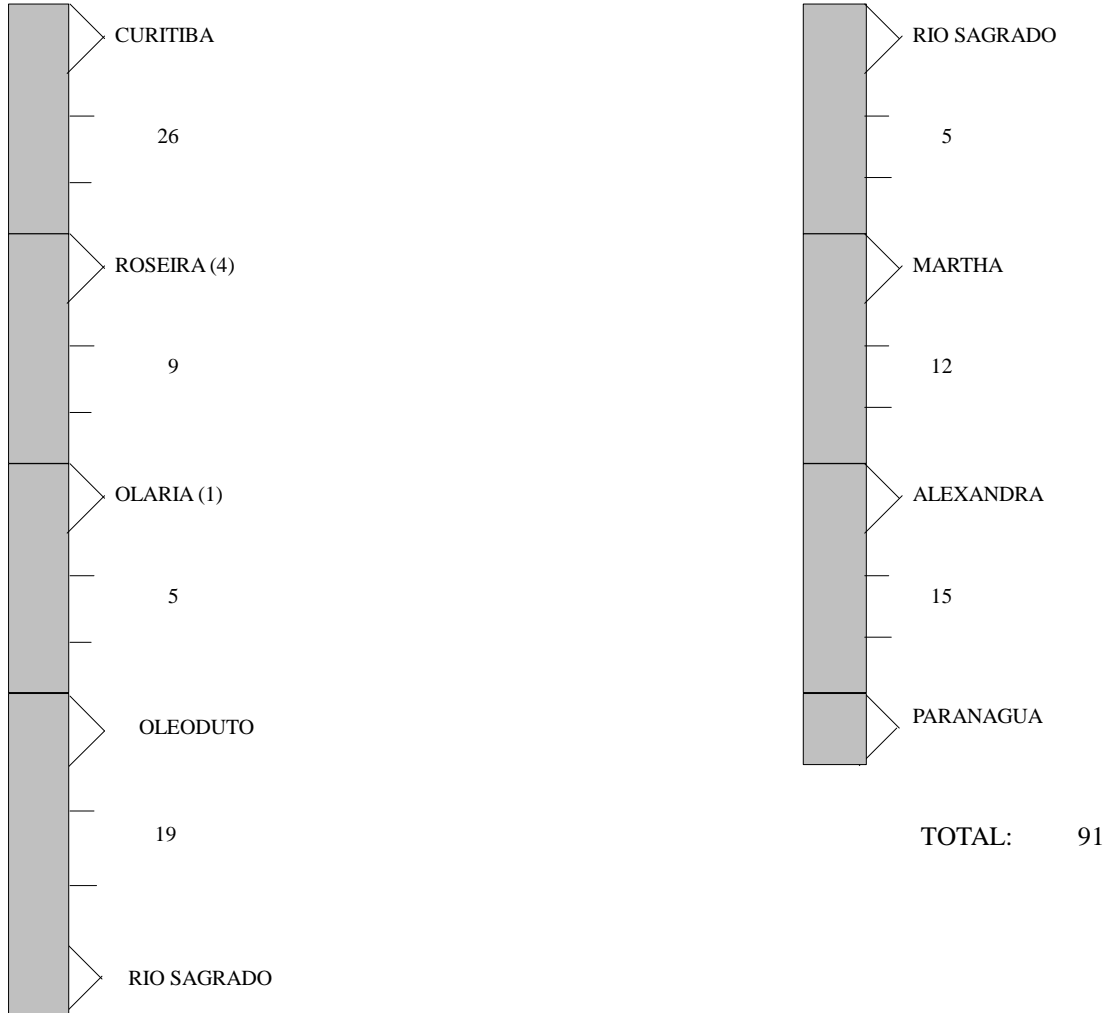 CURITIBA
26
ROSEIRA (4)
9
OLARIA (1)
5
OLEODUTO
19
RIO SAGRADO
RIO SAGRADO
5
MARTHA
12
ALEXANDRA
15
PARANAGUA
TOTAL: 91